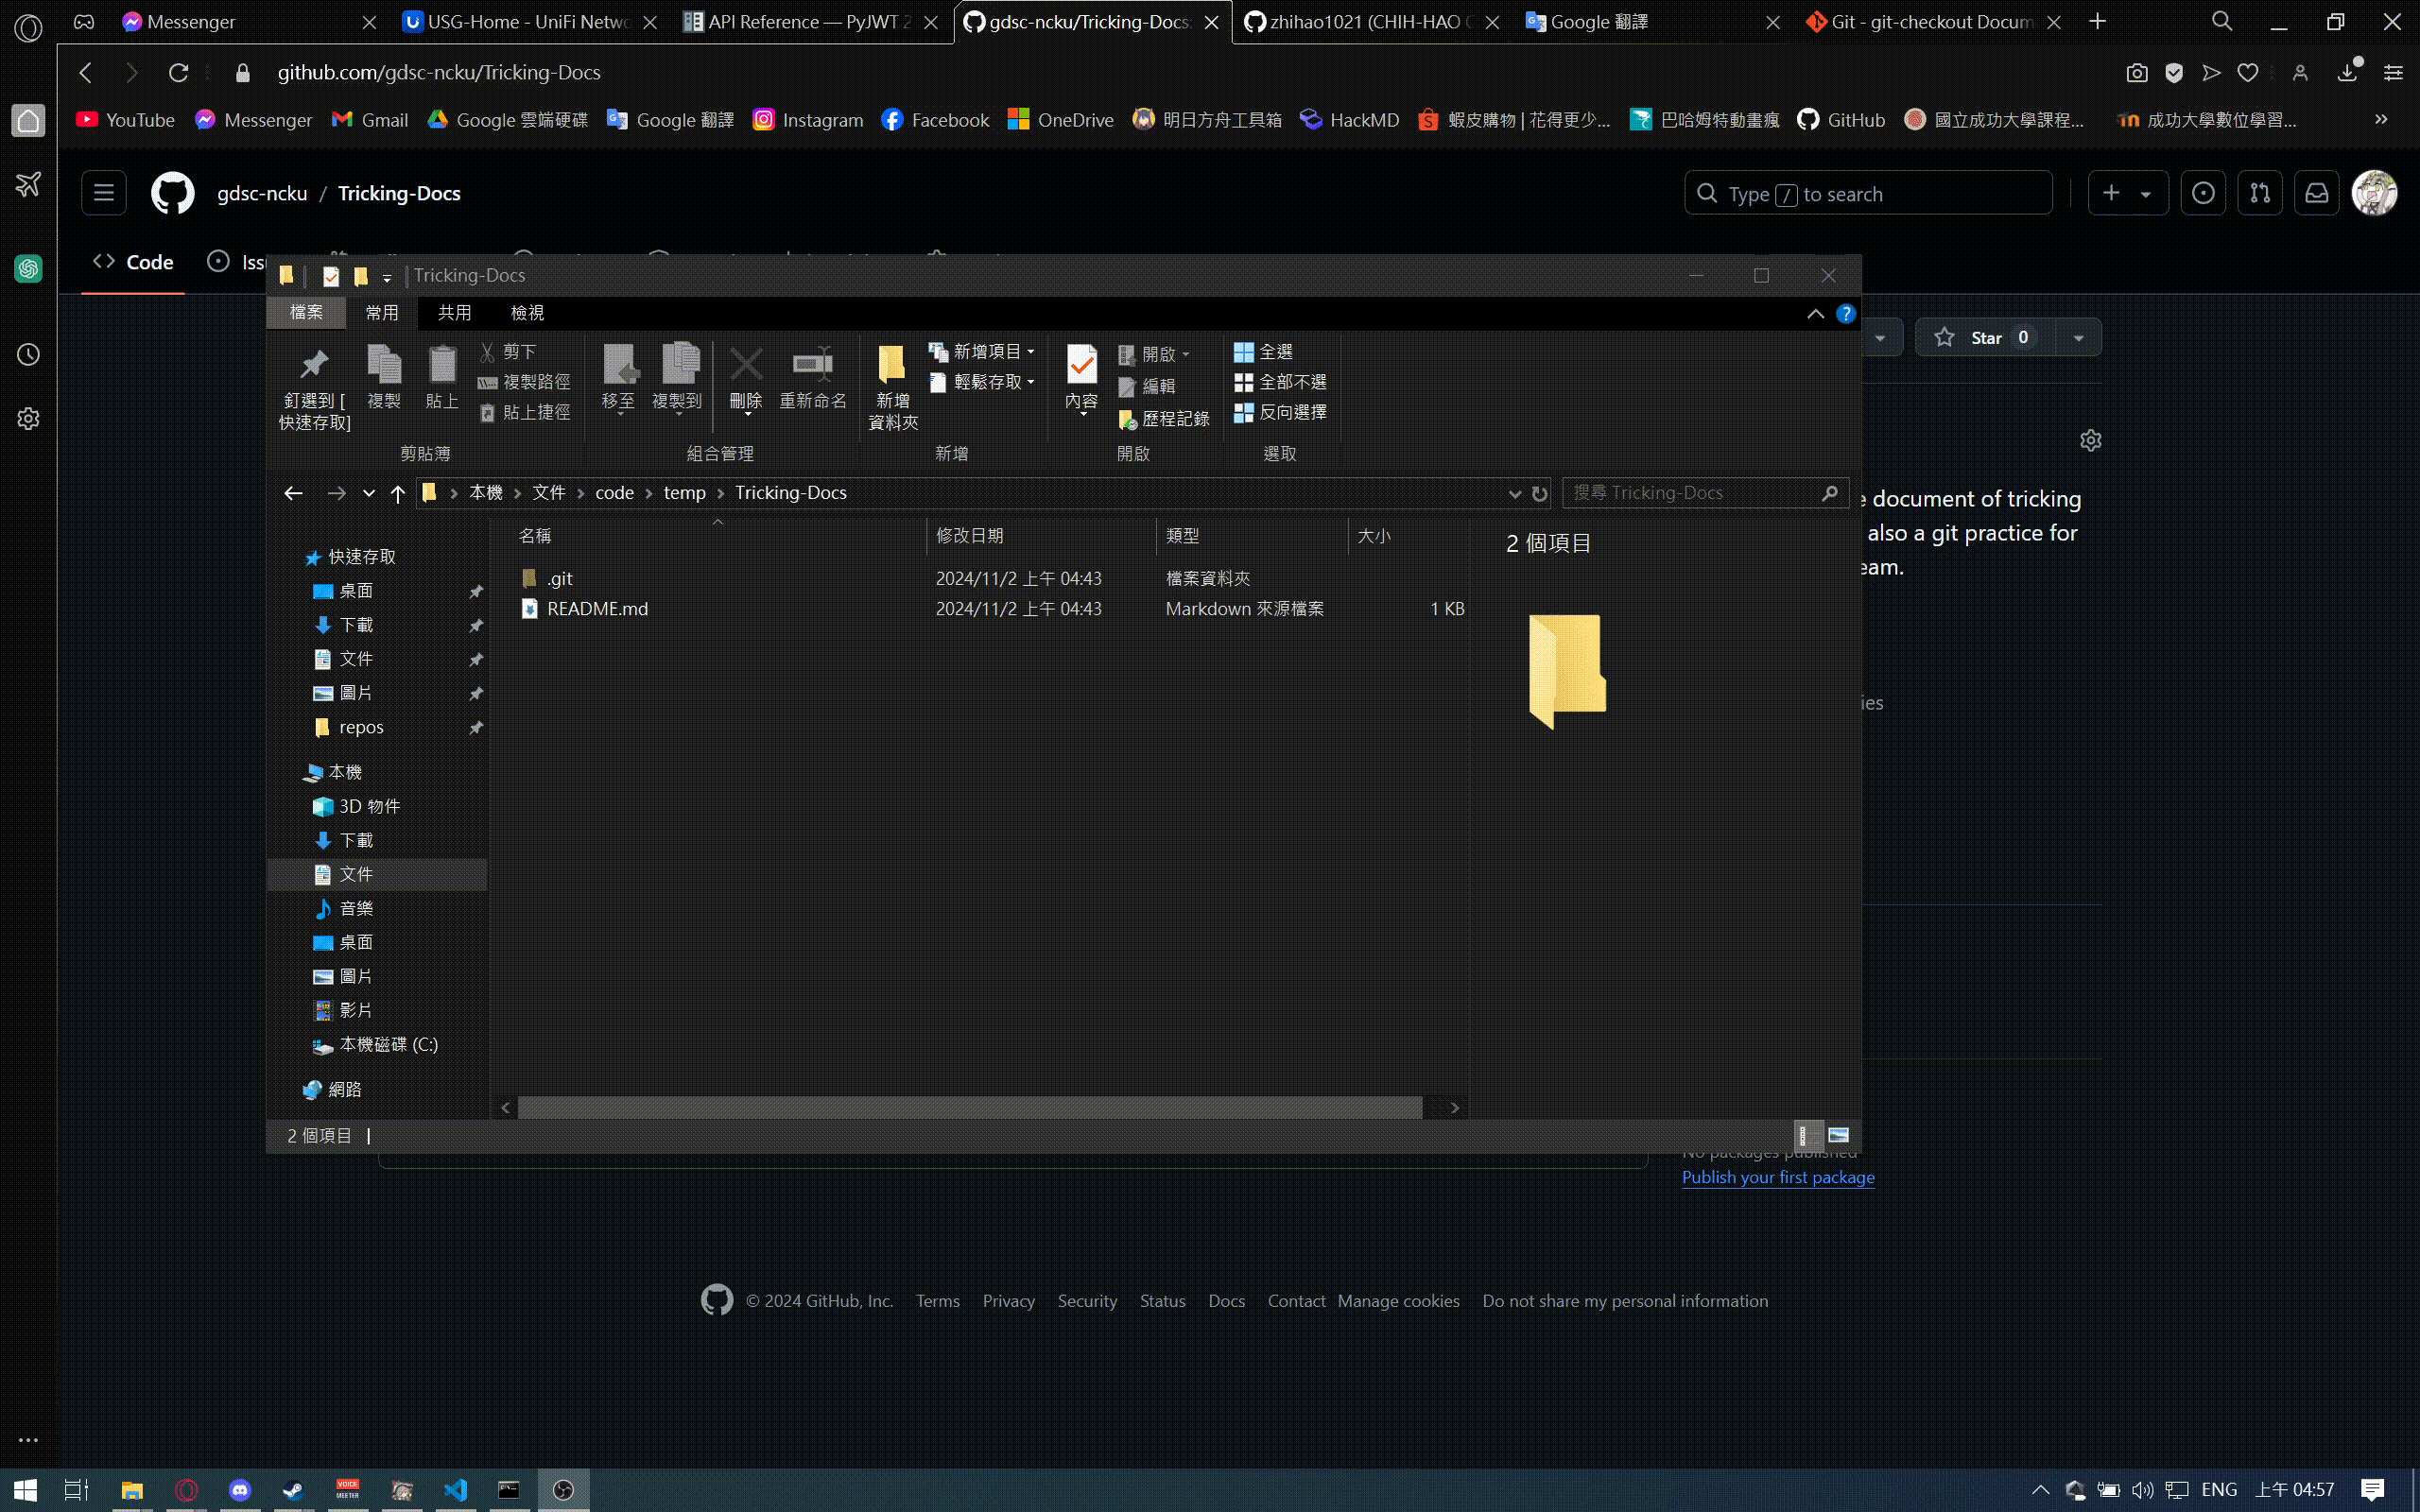 Messenger
USG-Home - UniFi Netwo
API Reference — PyJWT 2
gdsc-ncku/Tricking-Docs:
zhihao1021 (CHIH-HAO C
Google 翻譯
Git - git-checkout Docum
github.com/gdsc-ncku/Tricking-Docs
YouTube
Messenger
Gmail
Google 雲端硬碟
Google 翻譯
Instagram
Facebook
OneDrive
明日方舟工具箱
HackMD
蝦皮購物 | 花得更少...
巴哈姆特動畫瘋
GitHub
國立成功大學課程...
成功大學數位學習...
gdsc-ncku / Tricking-Docs
Type / to search
Code
Iss
Tricking-Docs
檔案 常用 共用 檢視
Star 0
釘選到 [
快速存取]
複製
貼上
剪下
複製路徑
貼上捷徑
剪貼簿
移至
複製到
刪除
重新命名
組合管理
新增
資料夾
新增項目
輕鬆存取
新增
內容
開啟
編輯
歷程記錄
開啟
全選
全部不選
反向選擇
選取
本機 文件 code temp Tricking-Docs
搜尋 Tricking-Docs
e document of tricking
also a git practice for
eam.
ies
名稱 修改日期 類型 大小
.git 2024/11/2 上午 04:43 檔案資料夾
README.md 2024/11/2 上午 04:43 Markdown 來源檔案 1 KB
2 個項目
快速存取
桌面
下載
文件
圖片
repos
本機
3D 物件
下載
文件
音樂
桌面
圖片
影片
本機磁碟 (C:)
網路
2 個項目
No packages published
Publish your first package
© 2024 GitHub, Inc. Terms Privacy Security Status Docs Contact Manage cookies Do not share my personal information
VOICE
MEETER
ENG
上午 04:57